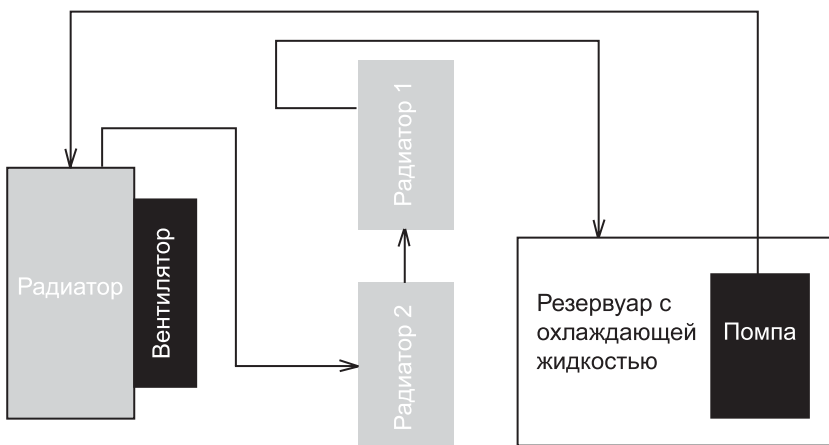 Радиатор 1
Радиатор
Вентилятор
Радиатор 2
Резервуар с
охлаждающей
жидкостью
Помпа